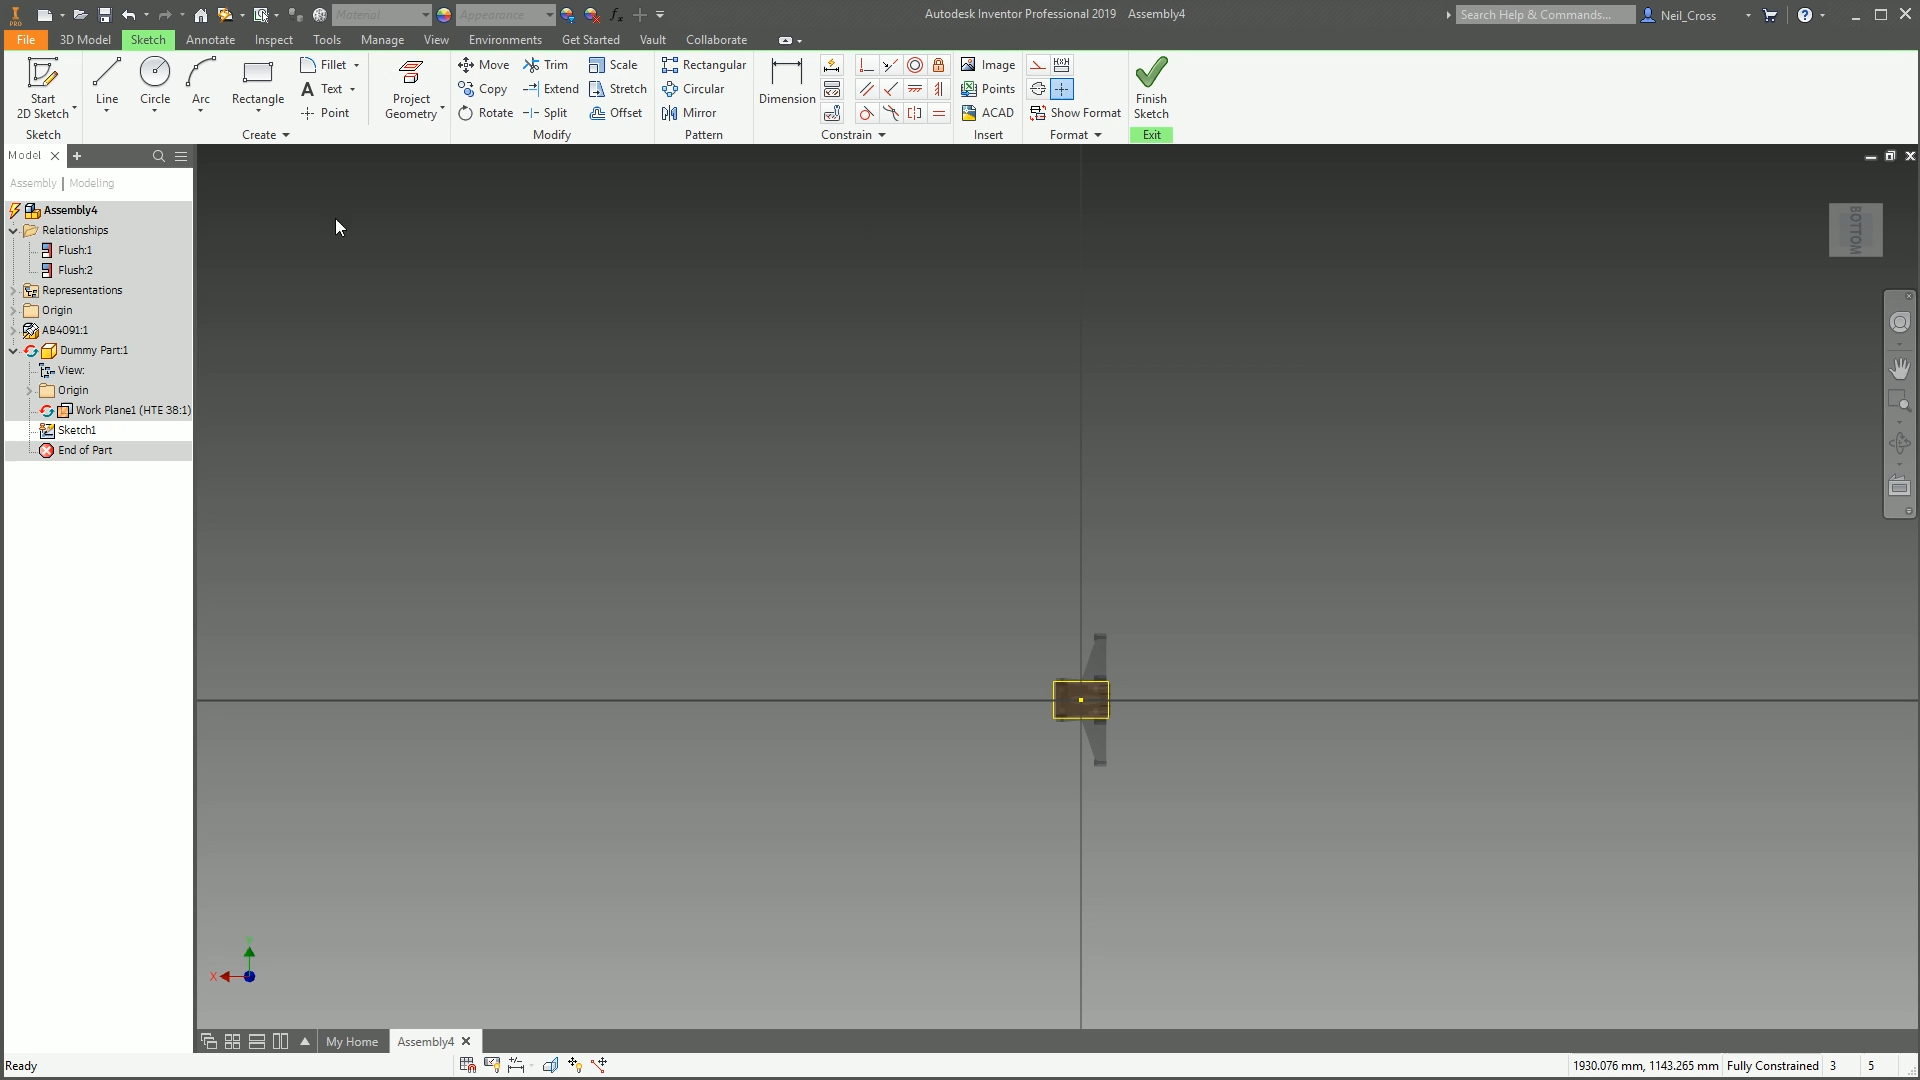 PRO
Material
Appearance
Autodesk Inventor Professional 2019 Assembly4
Search Help & Commands...
Neil_Cross
File 3D Model Sketch Annotate Inspect Tools Manage View Environments Get Started Vault Collaborate
Start
2D Sketch
Sketch
Line
Circle
Arc
Rectangle
Fillet
Text
Point
Create
Project
Geometry
Move Trim Scale
Copy Extend Stretch
Rotate Split Offset
Modify
Rectangular
Circular
Mirror
Pattern
Dimension
Constrain
Image
Points
ACAD
Insert
Show Format
Format
Finish
Sketch
Exit
Model
Assembly | Modeling
Assembly4
Relationships
Flush:1
Flush:2
Representations
Origin
AB4091:1
Dummy Part:1
View:
Origin
Work Plane1 (HTE 38:1)
Sketch1
End of Part
BOTTOM
Y
X
My Home
Assembly4
Ready
1930.076 mm, 1143.265 mm Fully Constrained 3 5